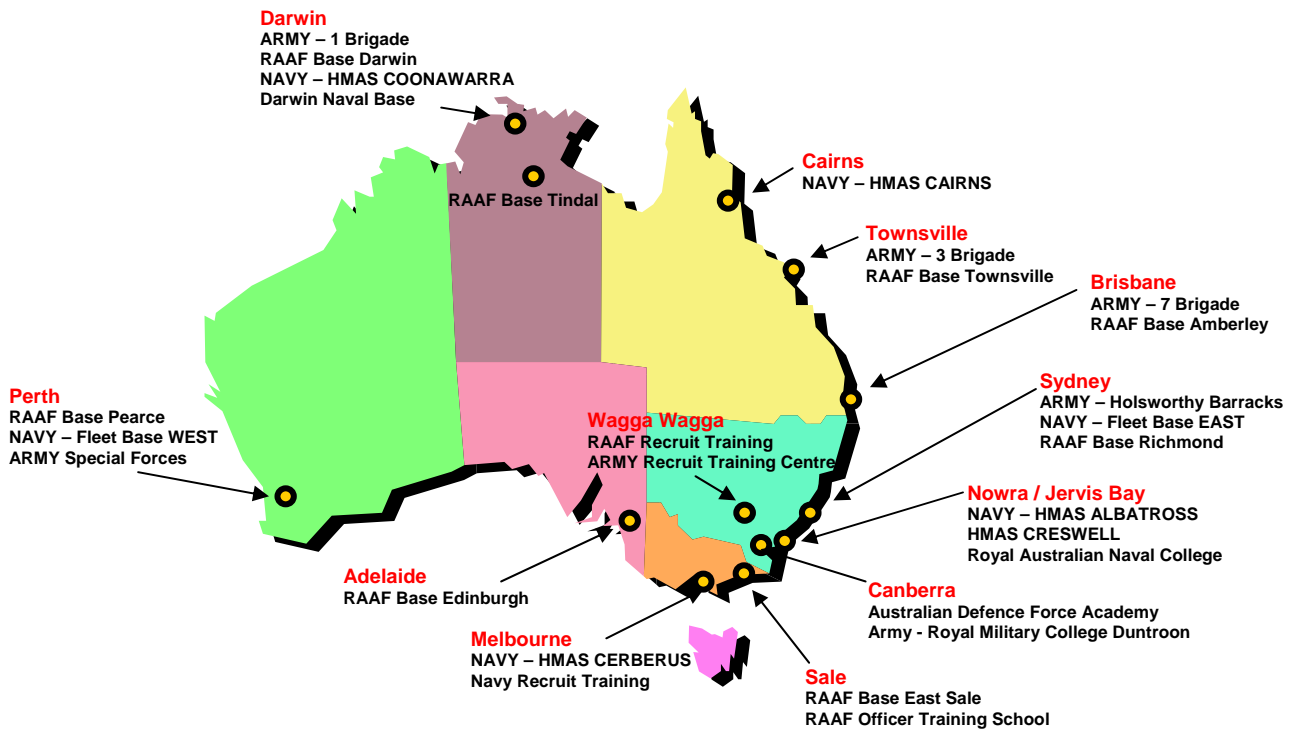 Darwin
ARMY – 1 Brigade
RAAF Base Darwin
NAVY – HMAS COONAWARRA
Darwin Naval Base
RAAF Base Tindal
Cairns
NAVY – HMAS CAIRNS
Townsville
ARMY – 3 Brigade
RAAF Base Townsville
Brisbane
ARMY – 7 Brigade
RAAF Base Amberley
Perth
RAAF Base Pearce
NAVY – Fleet Base WEST
ARMY Special Forces
Wagga Wagga
RAAF Recruit Training
ARMY Recruit Training Centre
Sydney
ARMY – Holsworthy Barracks
NAVY – Fleet Base EAST
RAAF Base Richmond
Nowra / Jervis Bay
NAVY – HMAS ALBATROSS
HMAS CRESWELL
Royal Australian Naval College
Adelaide
RAAF Base Edinburgh
Canberra
Australian Defence Force Academy
Army - Royal Military College Duntroon
Melbourne
NAVY – HMAS CERBERUS
Navy Recruit Training
Sale
RAAF Base East Sale
RAAF Officer Training School